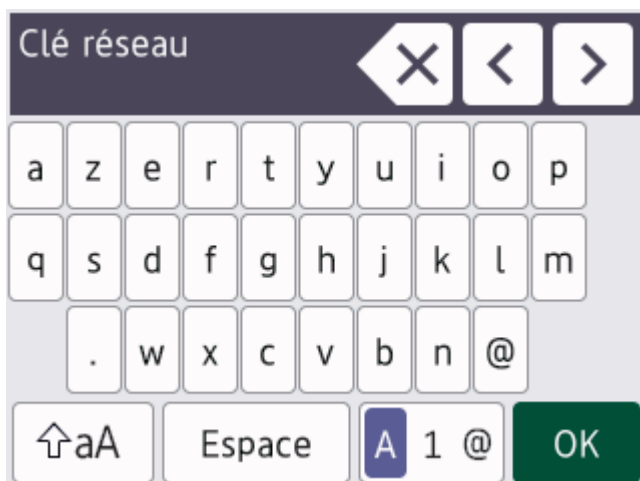 Clé réseau
a z e r t y u i o p
q s d f g h j k l m
. w x c v b n @
aA Espace A 1 @ OK